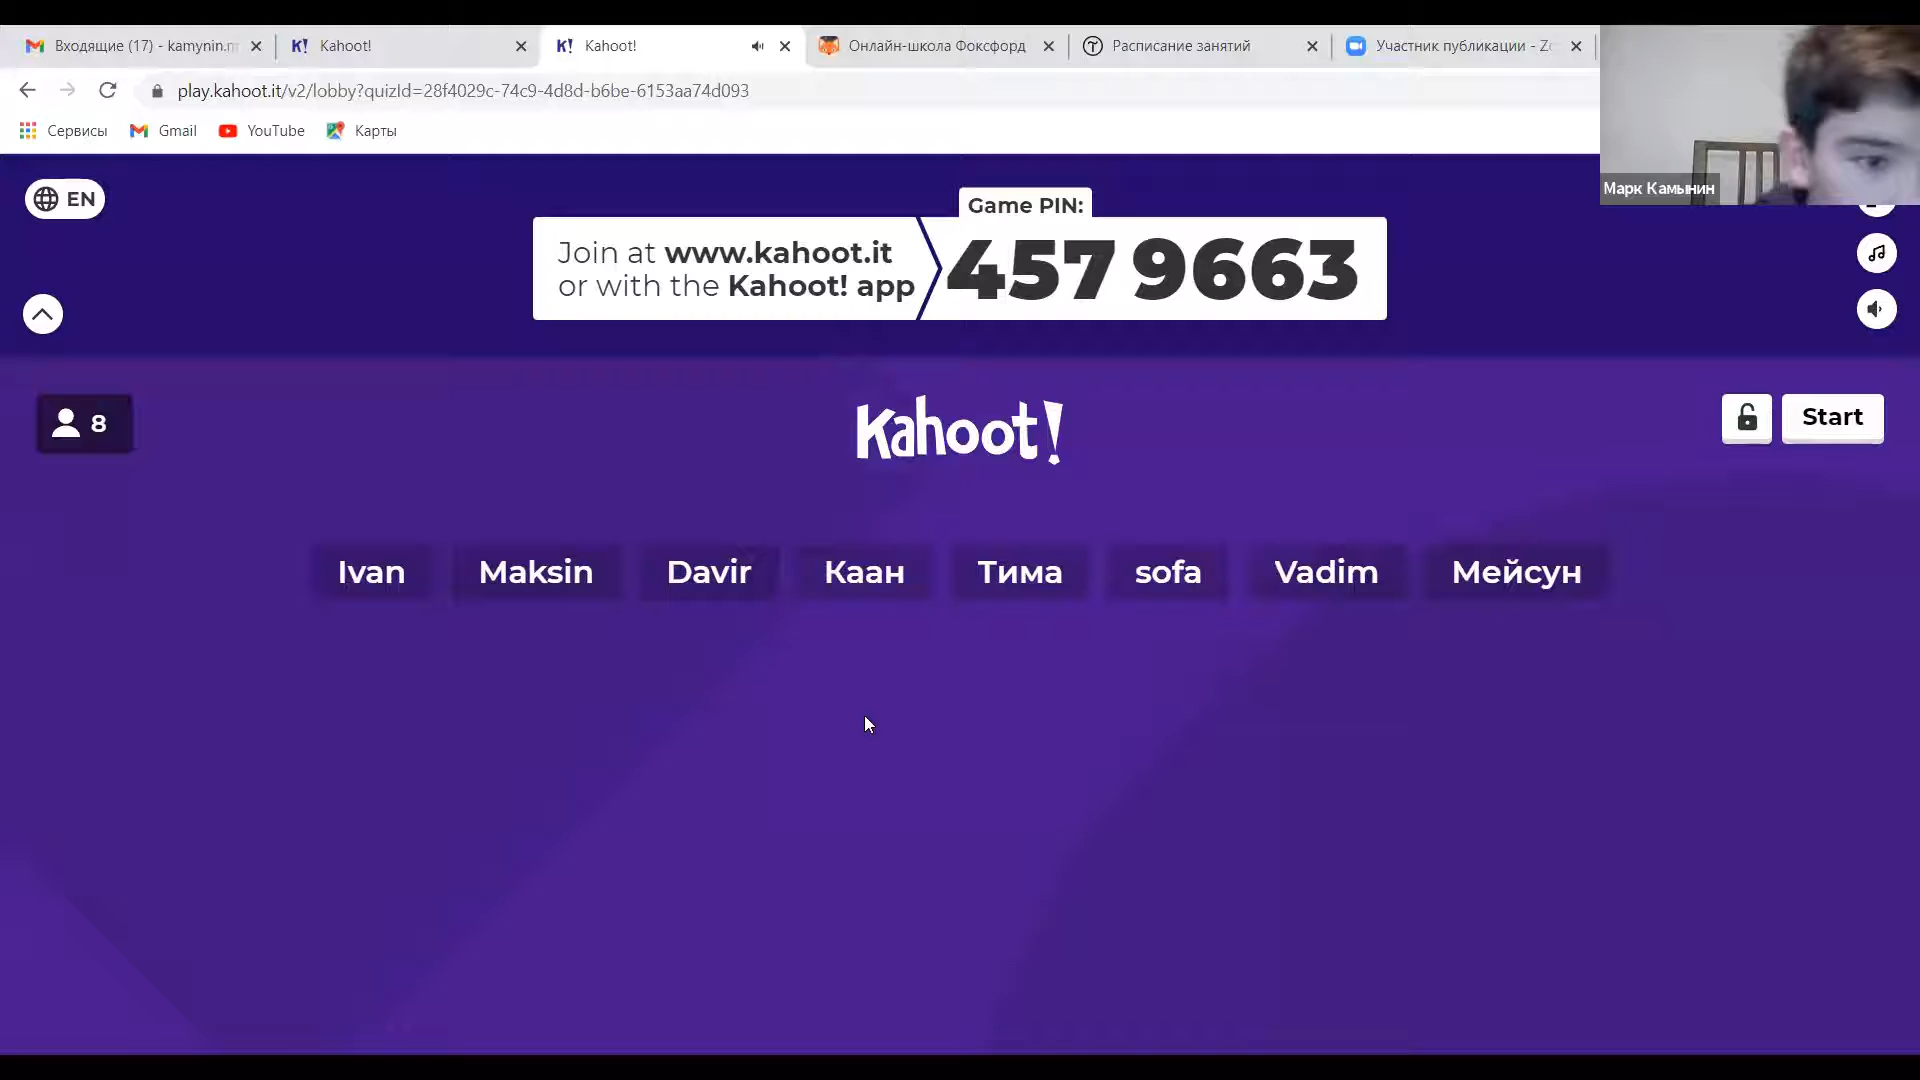 Входящие (17) - kamynin.m
Kahoot!
Kahoot!
Онлайн-школа Фоксфорд
Расписание занятий
Участник публикации - Zo
play.kahoot.it/v2/lobby?quizId=28f4029c-74c9-4d8d-b6be-6153aa74d093
Сервисы
Gmail
YouTube
Карты
Марк Камынин
EN
Game PIN:
Join at www.kahoot.it
or with the Kahoot! app
457 9663
8
Kahoot!
Start
Ivan
Maksin
Davir
Каан
Тима
sofa
Vadim
Мейсун